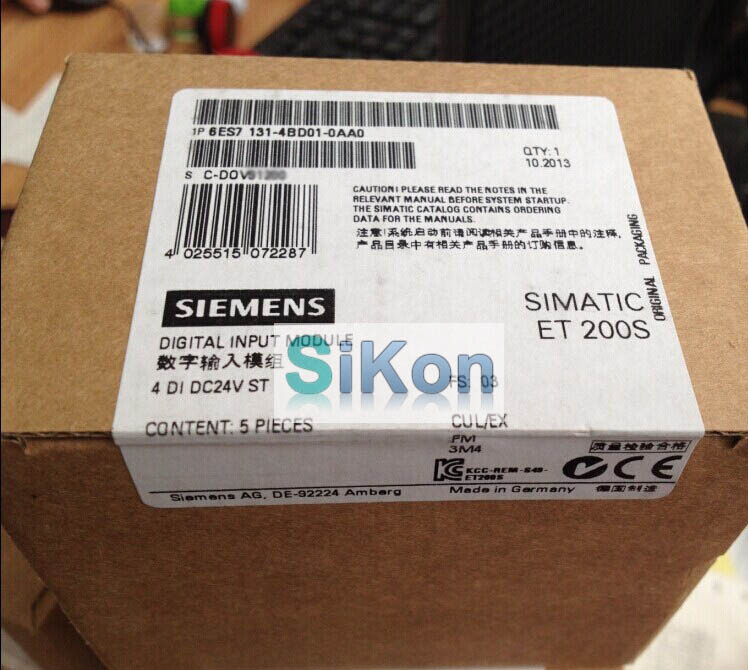 1P 6ES7 131-4BD01-0AA0
QTY: 1
10.2013
S C-DOV
CAUTION! PLEASE READ THE NOTES IN THE
RELEVANT MANUAL BEFORE SYSTEM STARTUP.
THE SIMATIC CATALOG CONTAINS ORDERING
DATA FOR THE MANUALS.
注意:系统启动前请阅读相关产品手册中的注释,
产品目录中有相关产品手册的订购信息。
4 025515 072287
ORIGINAL PACKAGING
SIEMENS
SIMATIC
ET 200S
DIGITAL INPUT MODULE
数字输入模组
4 DI DC24V ST
FS: 03
SiKon
CONTENT: 5 PIECES
CUL/EX
FM
3M4
质量检验合格
KCC-REM-S49-
ET200S
CE
Siemens AG, DE-92224 Amberg
Made in Germany
德国制造